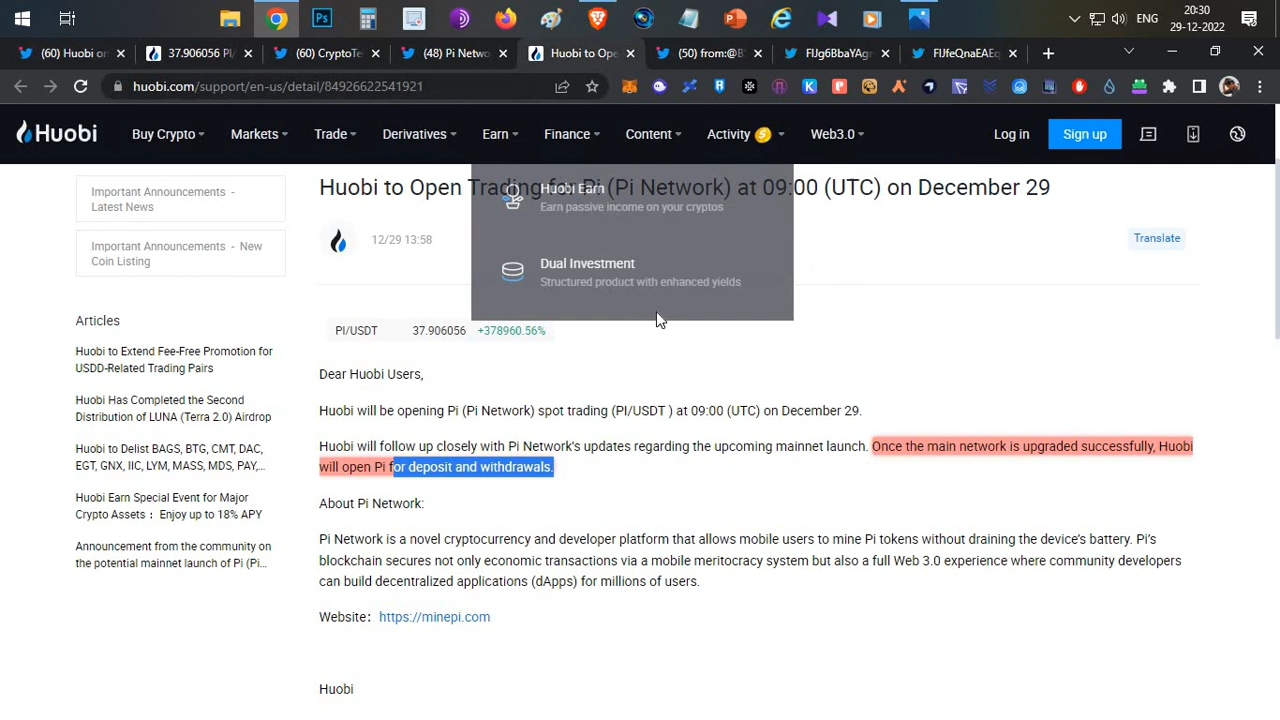 20:30
ENG
29-12-2022
(60) Huobi on
37.906056 PI/
(60) CryptoTe
(48) Pi Netwo
Huobi to Ope
(50) from:@B
FlJg6BbaYAgr
FlJfeQnaEAEq
huobi.com/support/en-us/detail/84926622541921
Huobi
Buy Crypto
Markets
Trade
Derivatives
Earn
Finance
Content
Activity
Web3.0
Log in
Sign up
Important Announcements -
Latest News
Important Announcements - New
Coin Listing
Articles
Huobi to Extend Fee-Free Promotion for
USDD-Related Trading Pairs
Huobi Has Completed the Second
Distribution of LUNA (Terra 2.0) Airdrop
Huobi to Delist BAGS, BTG, CMT, DAC,
EGT, GNX, IIC, LYM, MASS, MDS, PAY,...
Huobi Earn Special Event for Major
Crypto Assets：Enjoy up to 18% APY
Announcement from the community on
the potential mainnet launch of Pi (Pi...
Huobi to Open Trading for Pi (Pi Network) at 09:00 (UTC) on December 29
Huobi Earn
Earn passive income on your cryptos
Dual Investment
Structured product with enhanced yields
12/29 13:58
Translate
PI/USDT 37.906056 +378960.56%
Dear Huobi Users,
Huobi will be opening Pi (Pi Network) spot trading (PI/USDT ) at 09:00 (UTC) on December 29.
Huobi will follow up closely with Pi Network's updates regarding the upcoming mainnet launch. Once the main network is upgraded successfully, Huobi
will open Pi for deposit and withdrawals.
About Pi Network:
Pi Network is a novel cryptocurrency and developer platform that allows mobile users to mine Pi tokens without draining the device's battery. Pi's
blockchain secures not only economic transactions via a mobile meritocracy system but also a full Web 3.0 experience where community developers
can build decentralized applications (dApps) for millions of users.
Website：https://minepi.com
Huobi